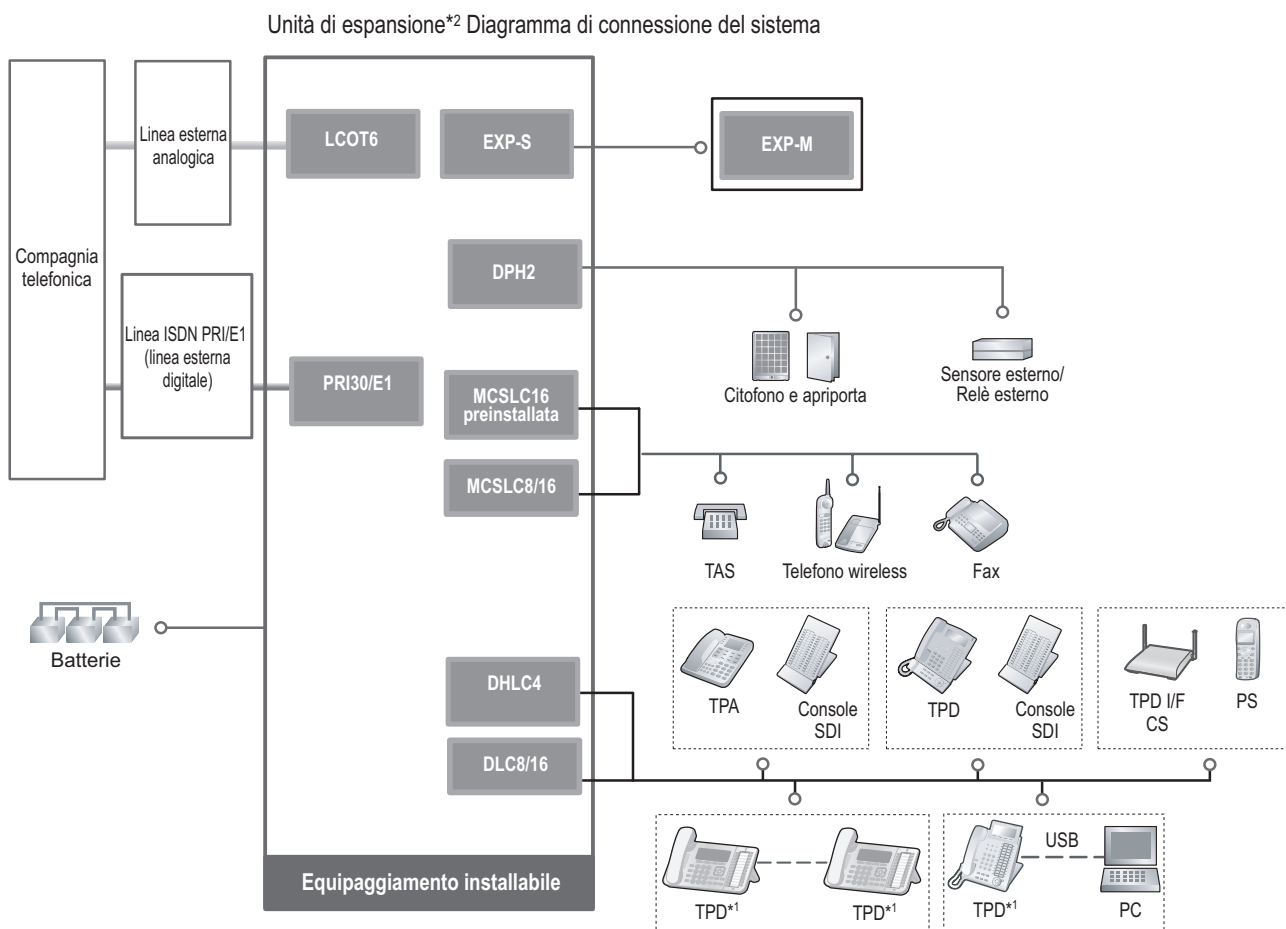 Unità di espansione*2 Diagramma di connessione del sistema
Compagnia
telefonica
Linea esterna
analogica
LCOT6
EXP-S
EXP-M
DPH2
Citofono e apriporta
Sensore esterno/
Relè esterno
Linea ISDN PRI/E1
(linea esterna
digitale)
PRI30/E1
MCSLC16
preinstallata
MCSLC8/16
TAS
Telefono wireless
Fax
Batterie
DHLC4
DLC8/16
TPA
Console
SDI
TPD
Console
SDI
TPD I/F
CS
PS
TPD*1
TPD*1
TPD*1
USB
PC
Equipaggiamento installabile